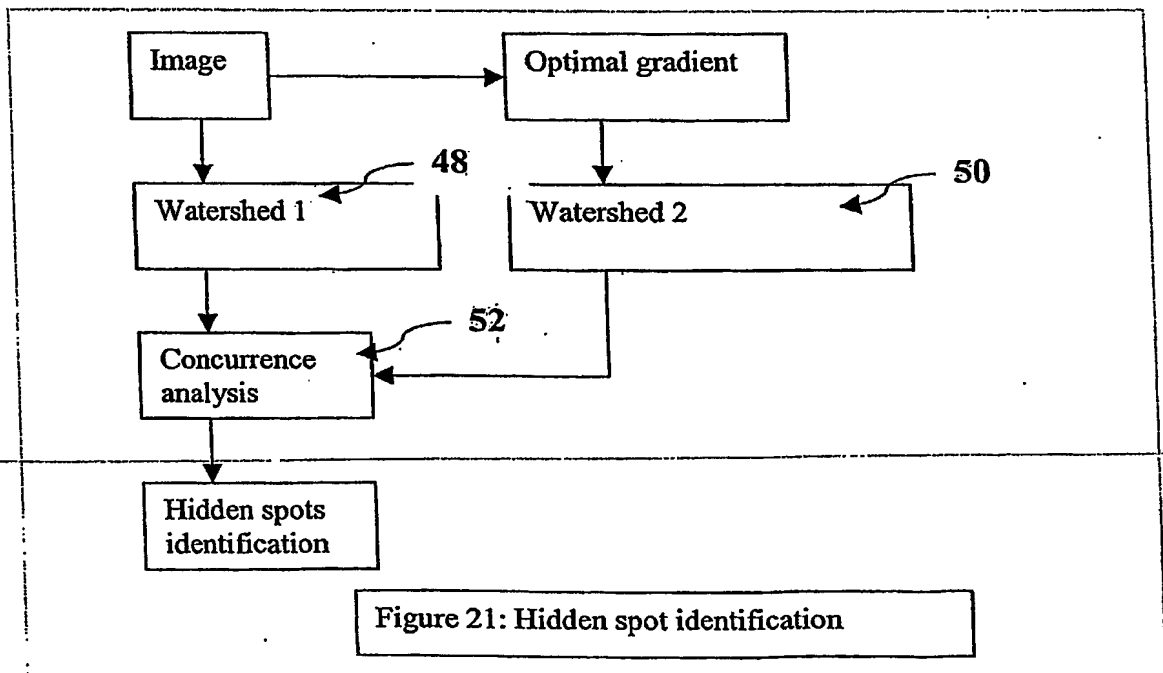 Image
Optimal gradient
48
50
Watershed 1
Watershed 2
52
Concurrence
analysis
Hidden spots
identification
Figure 21: Hidden spot identification